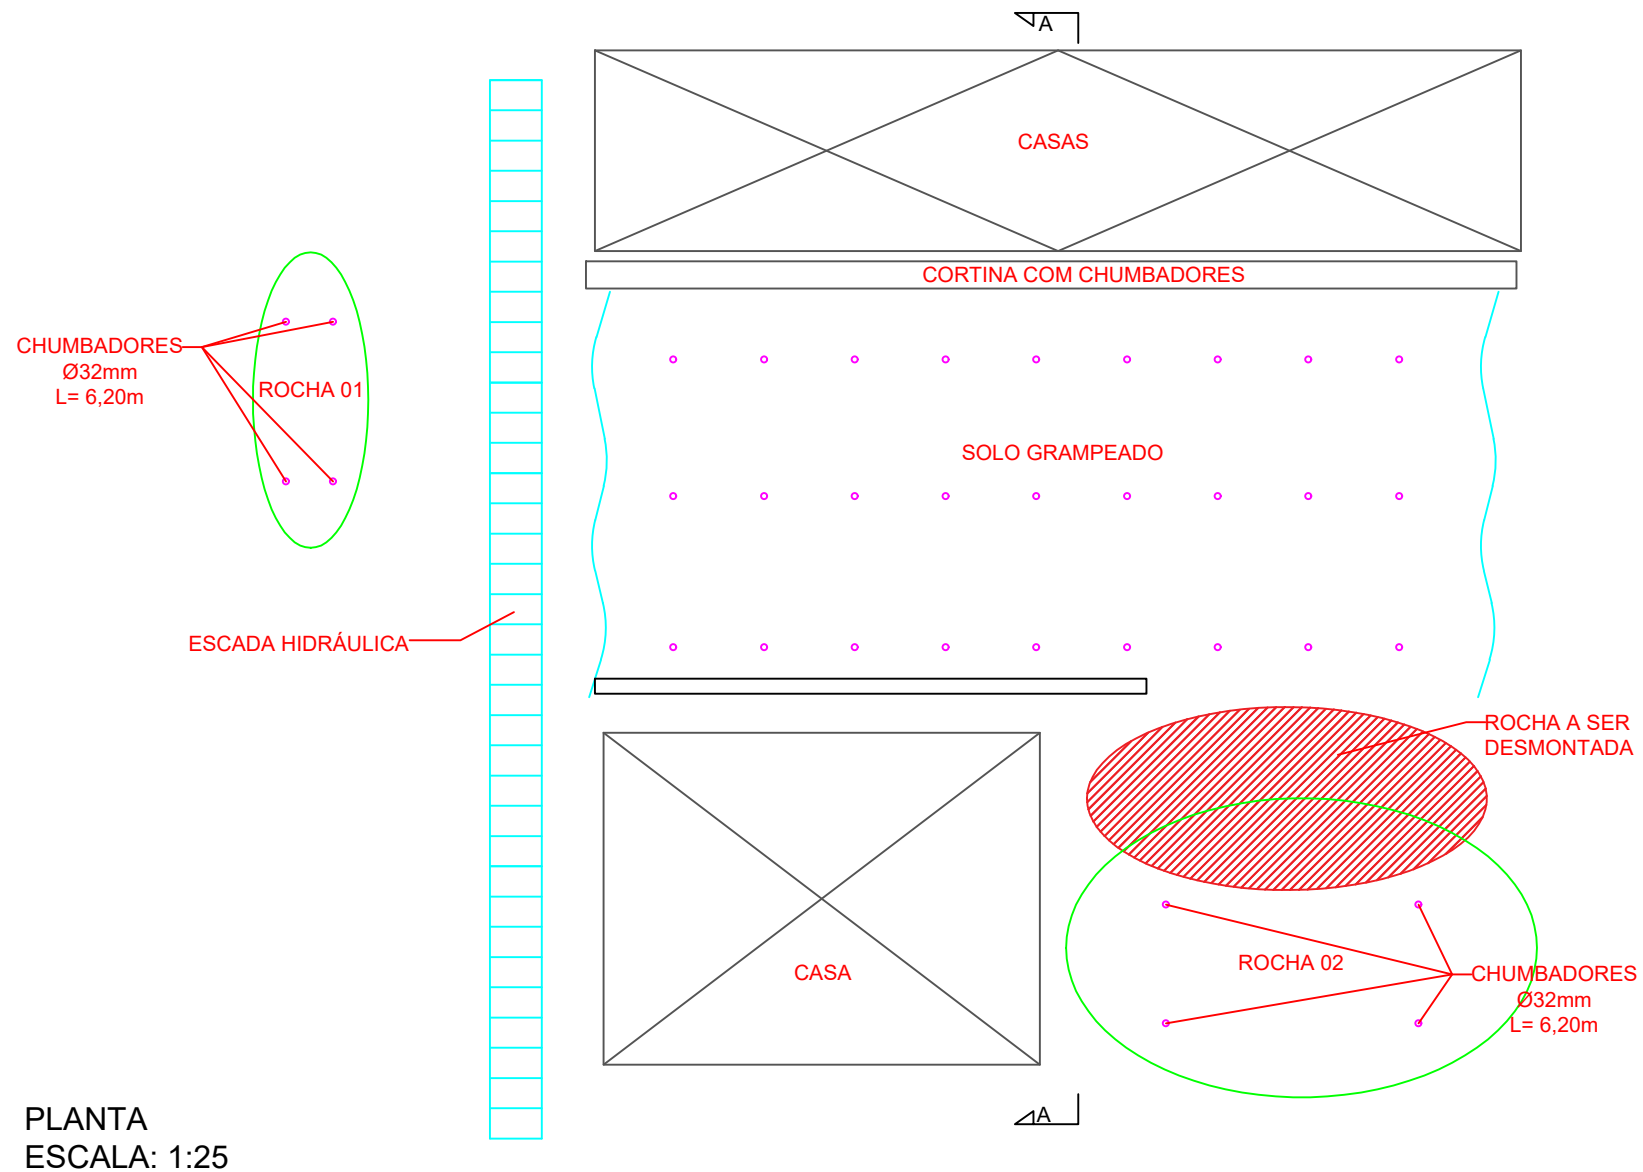 A
CASAS
CORTINA COM CHUMBADORES
CHUMBADORES
Ø32mm
L= 6,20m
ROCHA 01
SOLO GRAMPEADO
ESCADA HIDRÁULICA
ROCHA A SER
DESMONTADA
CASA
ROCHA 02
CHUMBADORES
Ø32mm
L= 6,20m
A
PLANTA
ESCALA: 1:25